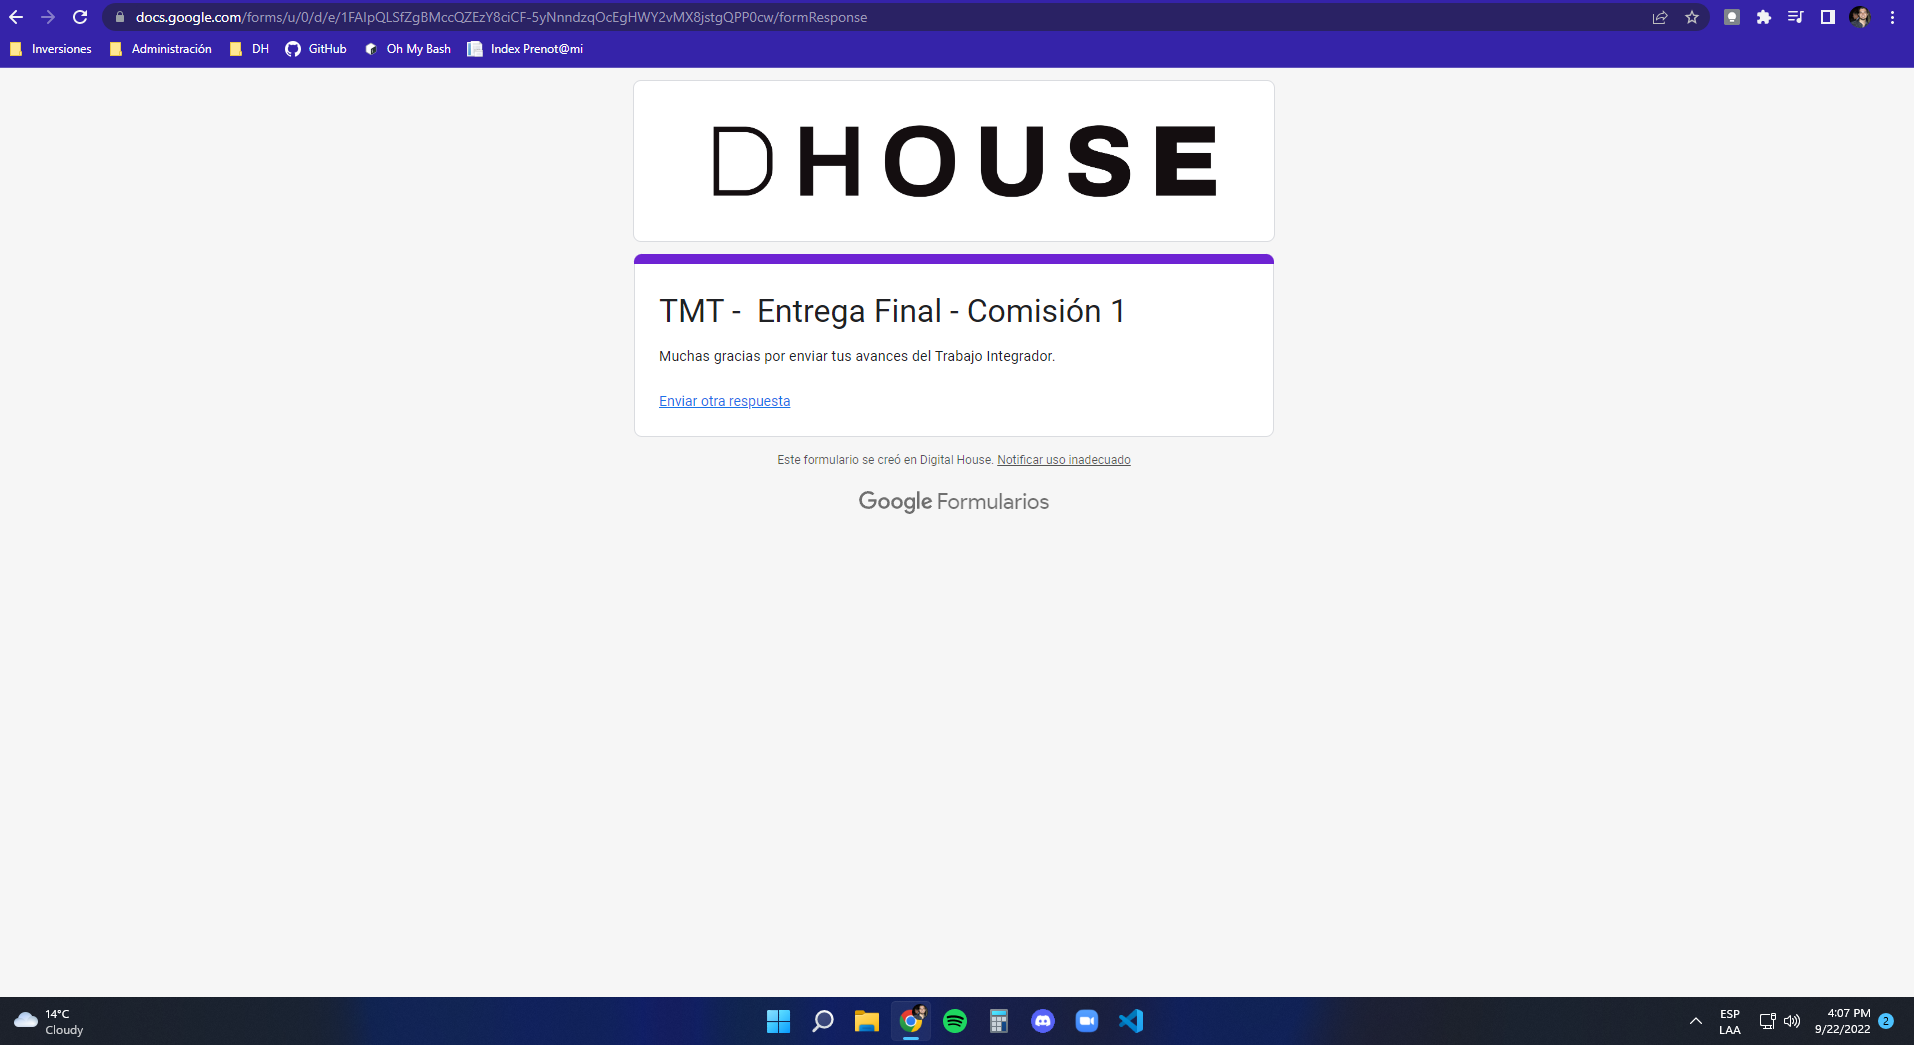 docs.google.com/forms/u/0/d/e/1FAIpQLSfZgBMccQZEzY8ciCF-5yNnndzqOcEgHWY2vMX8jstgQPP0cw/formResponse
Inversiones Administración DH GitHub Oh My Bash Index Prenot@mi
DHOUSE
TMT - Entrega Final - Comisión 1
Muchas gracias por enviar tus avances del Trabajo Integrador.
Enviar otra respuesta
Este formulario se creó en Digital House. Notificar uso inadecuado
Google Formularios
14°C
Cloudy
ESP
LAA
4:07 PM
9/22/2022
2